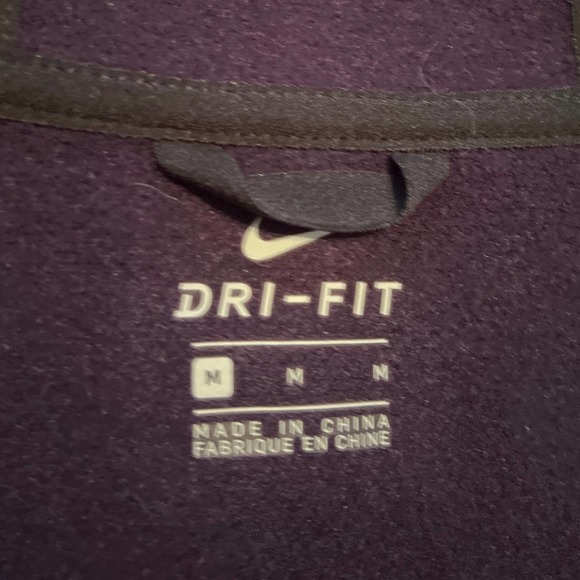 DRI-FIT
M M M
MADE IN CHINA
FABRIQUE EN CHINE